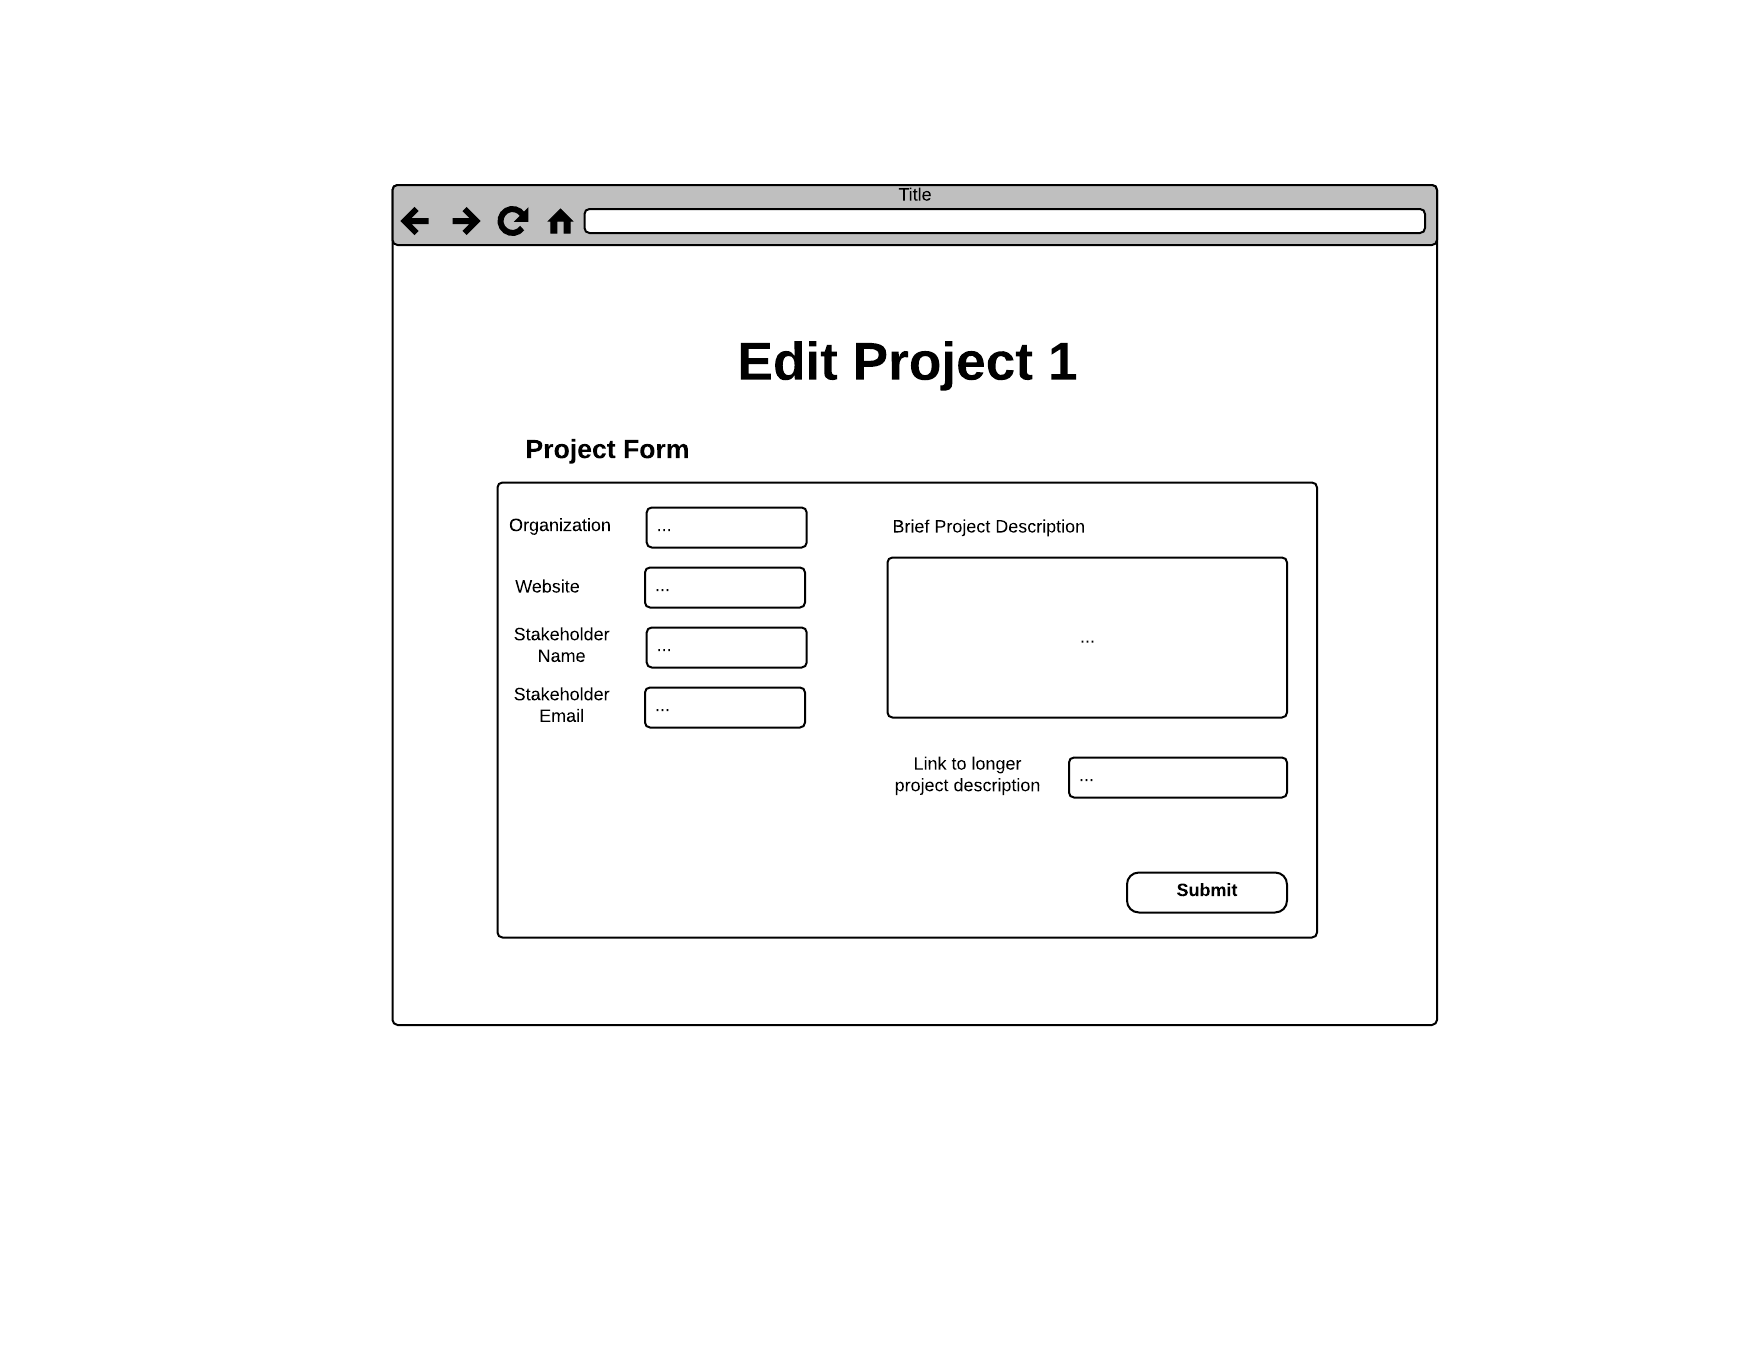 Title
Edit Project 1
Project Form
Organization
...
Website
...
Stakeholder
Name
...
Stakeholder
Email
...
Brief Project Description
...
Link to longer
project description
...
Submit